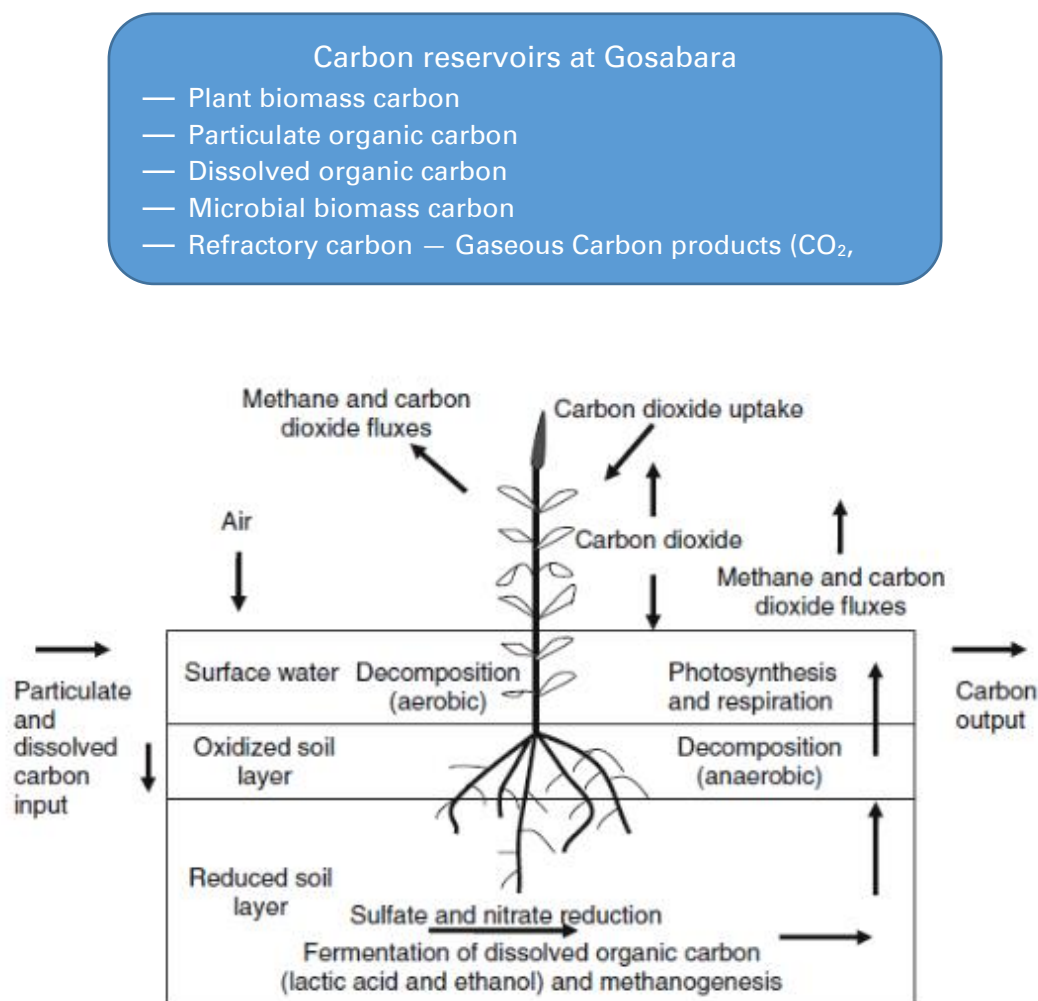 Carbon reservoirs at Gosabara
— Plant biomass carbon
— Particulate organic carbon
— Dissolved organic carbon
— Microbial biomass carbon
— Refractory carbon — Gaseous Carbon products (CO₂,
Methane and carbon
dioxide fluxes
Carbon dioxide uptake
Air
Carbon dioxide
Methane and carbon
dioxide fluxes
Particulate
and
dissolved
carbon
input
Surface water
Decomposition
(aerobic)
Photosynthesis
and respiration
Carbon
output
Oxidized soil
layer
Decomposition
(anaerobic)
Reduced soil
layer
Sulfate and nitrate reduction
Fermentation of dissolved organic carbon
(lactic acid and ethanol) and methanogenesis